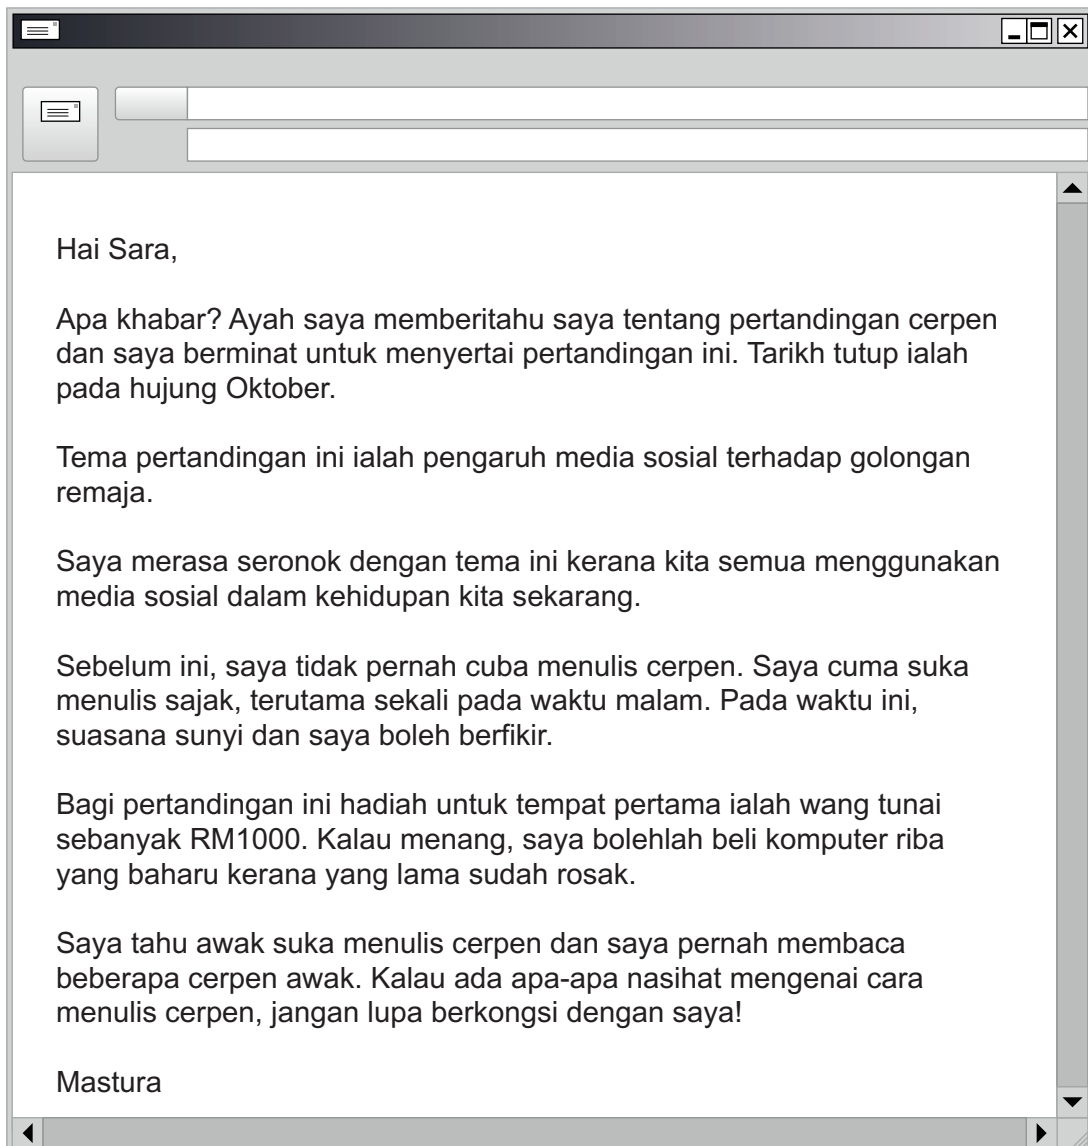 Hai Sara,
Apa khabar? Ayah saya memberitahu saya tentang pertandingan cerpen
dan saya berminat untuk menyertai pertandingan ini. Tarikh tutup ialah
pada hujung Oktober.
Tema pertandingan ini ialah pengaruh media sosial terhadap golongan
remaja.
Saya merasa seronok dengan tema ini kerana kita semua menggunakan
media sosial dalam kehidupan kita sekarang.
Sebelum ini, saya tidak pernah cuba menulis cerpen. Saya cuma suka
menulis sajak, terutama sekali pada waktu malam. Pada waktu ini,
suasana sunyi dan saya boleh berfikir.
Bagi pertandingan ini hadiah untuk tempat pertama ialah wang tunai
sebanyak RM1000. Kalau menang, saya bolehlah beli komputer riba
yang baharu kerana yang lama sudah rosak.
Saya tahu awak suka menulis cerpen dan saya pernah membaca
beberapa cerpen awak. Kalau ada apa-apa nasihat mengenai cara
menulis cerpen, jangan lupa berkongsi dengan saya!
Mastura